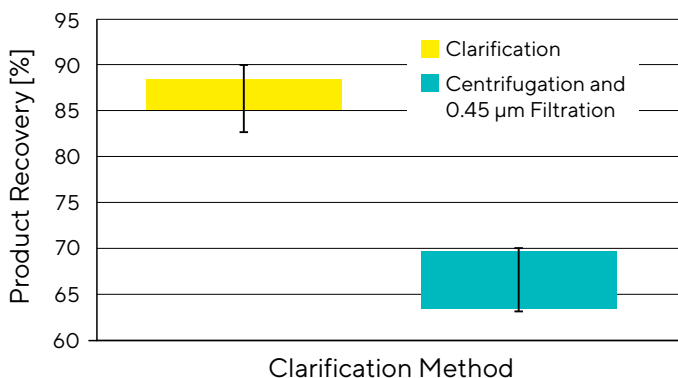 Product Recovery [%]
95
90
85
80
75
70
65
60
Clarification
Centrifugation and
0.45 µm Filtration
Clarification Method